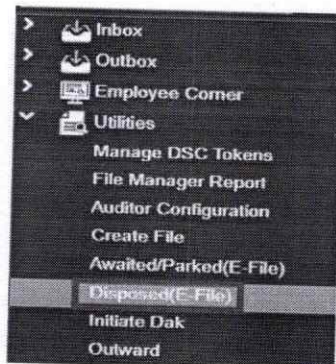 Inbox
Outbox
Employee Corner
Utilities
Manage DSC Tokens
File Manager Report
Auditor Configuration
Create File
Awaited/Parked(E-File)
Disposed(E-File)
Initiate Dak
Outward